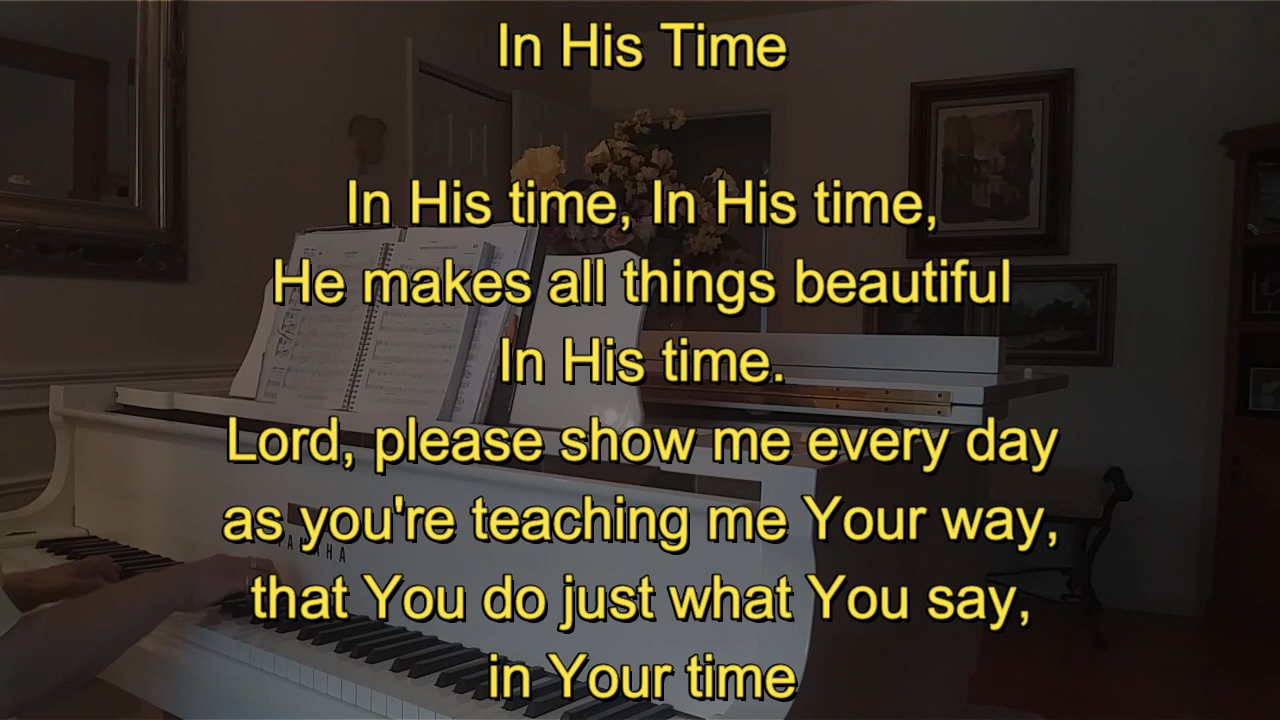 In His Time
In His time, In His time,
He makes all things beautiful
In His time.
Lord, please show me every day
as you're teaching me Your way,
YAMAHA
that You do just what You say,
in Your time